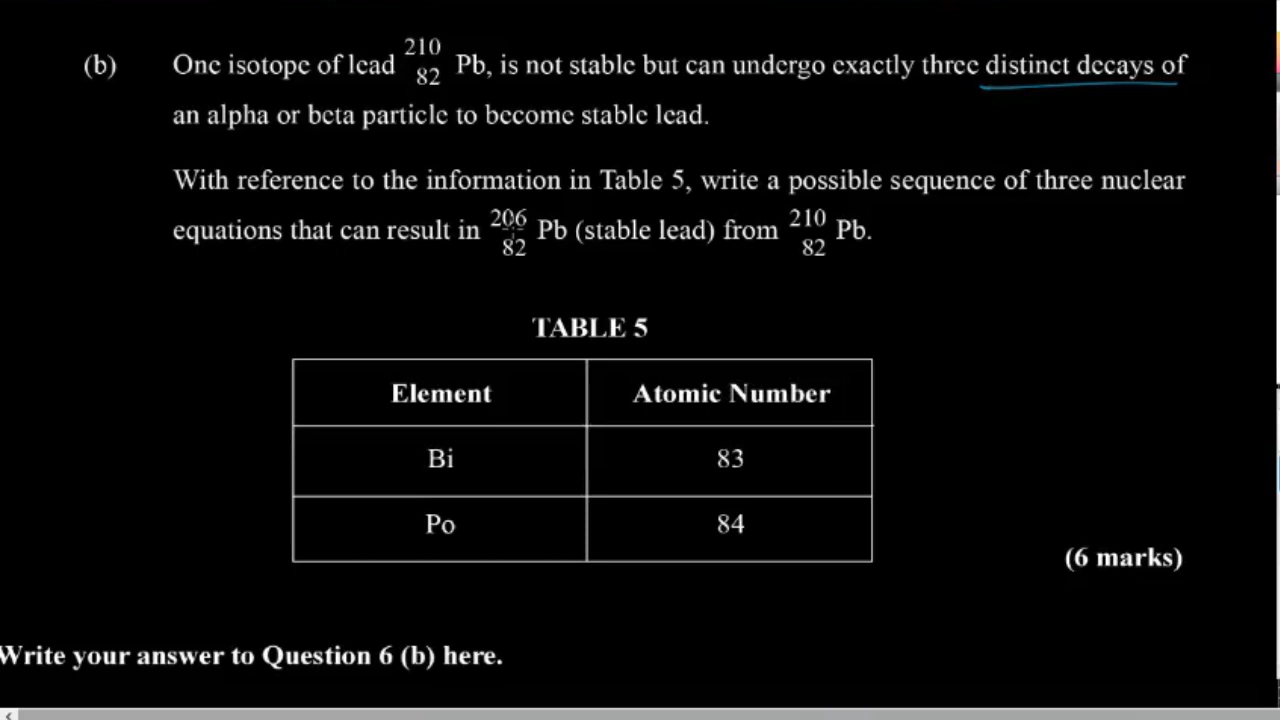 (b) One isotope of lead 210 82 Pb, is not stable but can undergo exactly three distinct decays of
an alpha or beta particle to become stable lead.
With reference to the information in Table 5, write a possible sequence of three nuclear
equations that can result in 206 82 Pb (stable lead) from 210 82 Pb.
TABLE 5
Element Atomic Number
Bi 83
Po 84
(6 marks)
Write your answer to Question 6 (b) here.